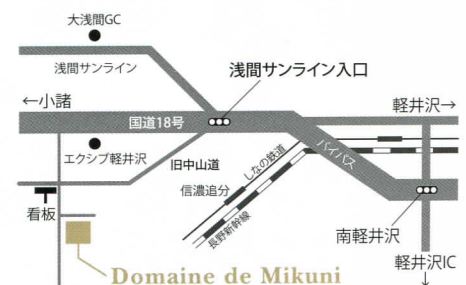 大浅間GC
浅間サンライン
浅間サンライン入口
←小諸
軽井沢→
国道18号
エクシブ軽井沢
旧中山道
しなの鉄道
バイパス
信濃追分
看板
長野新幹線
南軽井沢
軽井沢IC
↓
Domaine de Mikuni